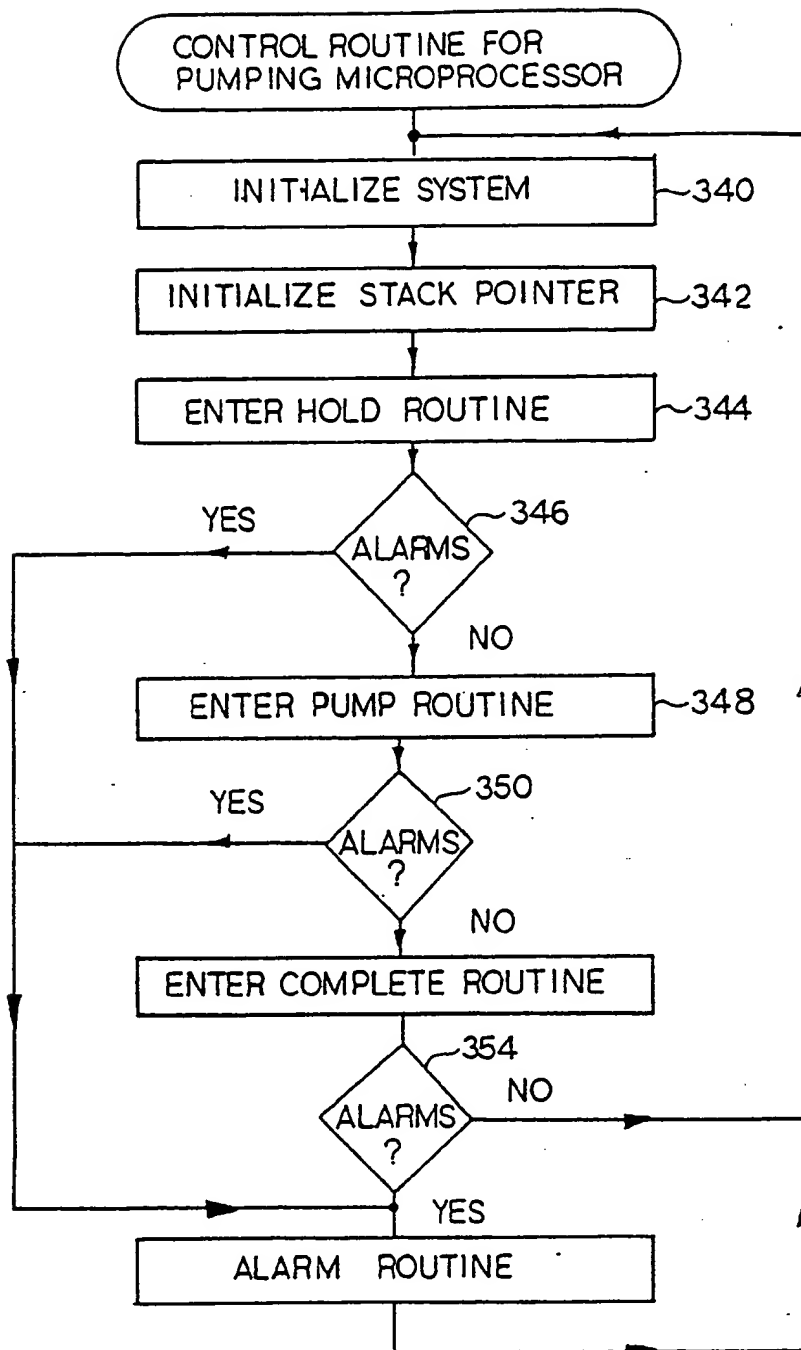 CONTROL ROUTINE FOR
PUMPING MICROPROCESSOR
INITIALIZE SYSTEM
340
INITIALIZE STACK POINTER
342
ENTER HOLD ROUTINE
344
346
YES
ALARMS
?
NO
ENTER PUMP ROUTINE
348
350
YES
ALARMS
?
NO
ENTER COMPLETE ROUTINE
354
NO
ALARMS
?
YES
ALARM ROUTINE